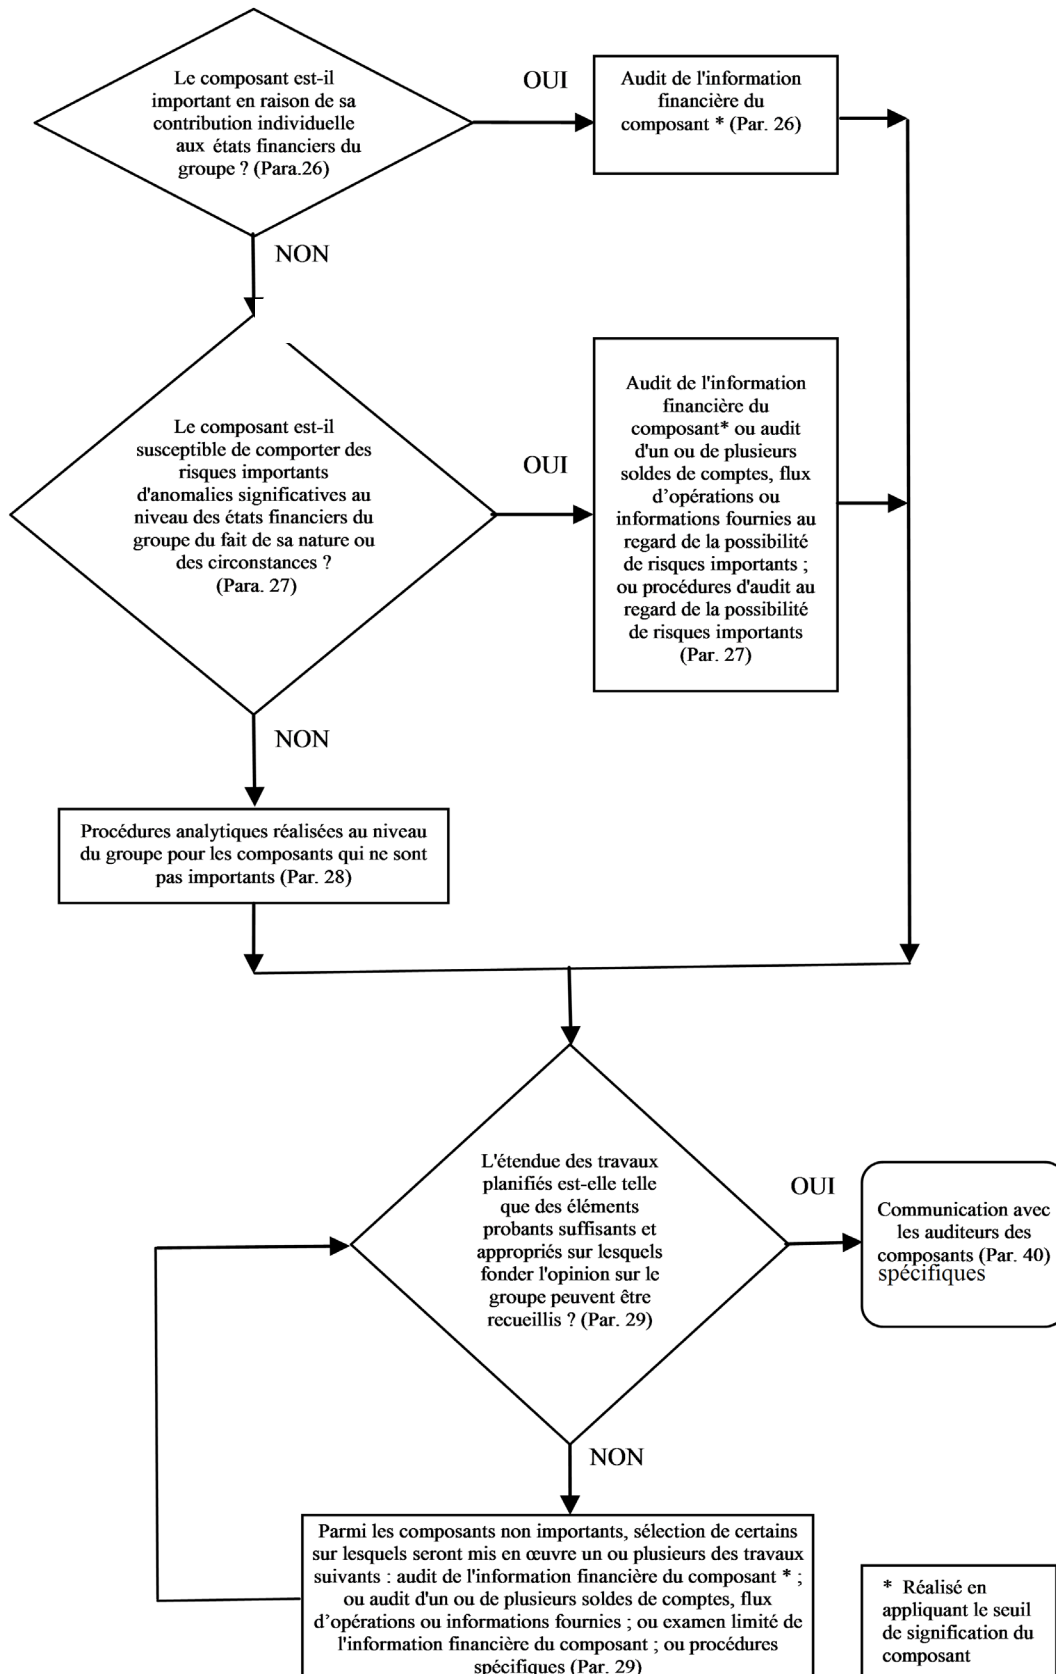 Le composant est-il
important en raison de sa
contribution individuelle
aux états financiers du
groupe ? (Para.26)
OUI
Audit de l'information
financière du
composant * (Par. 26)
NON
Le composant est-il
susceptible de comporter des
risques importants
d'anomalies significatives au
niveau des états financiers du
groupe du fait de sa nature ou
des circonstances ?
(Para. 27)
OUI
Audit de l'information
financière du
composant* ou audit
d'un ou de plusieurs
soldes de comptes, flux
d’opérations ou
informations fournies au
regard de la possibilité
de risques importants ;
ou procédures d'audit au
regard de la possibilité
de risques importants
(Par. 27)
NON
Procédures analytiques réalisées au niveau
du groupe pour les composants qui ne sont
pas importants (Par. 28)
L'étendue des travaux
planifiés est-elle telle
que des éléments
probants suffisants et
appropriés sur lesquels
fonder l'opinion sur le
groupe peuvent être
recueillis ? (Par. 29)
OUI
Communication avec
les auditeurs des
composants (Par. 40)
spécifiques
NON
Parmi les composants non importants, sélection de certains
sur lesquels seront mis en œuvre un ou plusieurs des travaux
suivants : audit de l'information financière du composant * ;
ou audit d'un ou de plusieurs soldes de comptes, flux
d’opérations ou informations fournies ; ou examen limité de
l'information financière du composant ; ou procédures
spécifiques (Par. 29)
* Réalisé en
appliquant le seuil
de signification du
composant